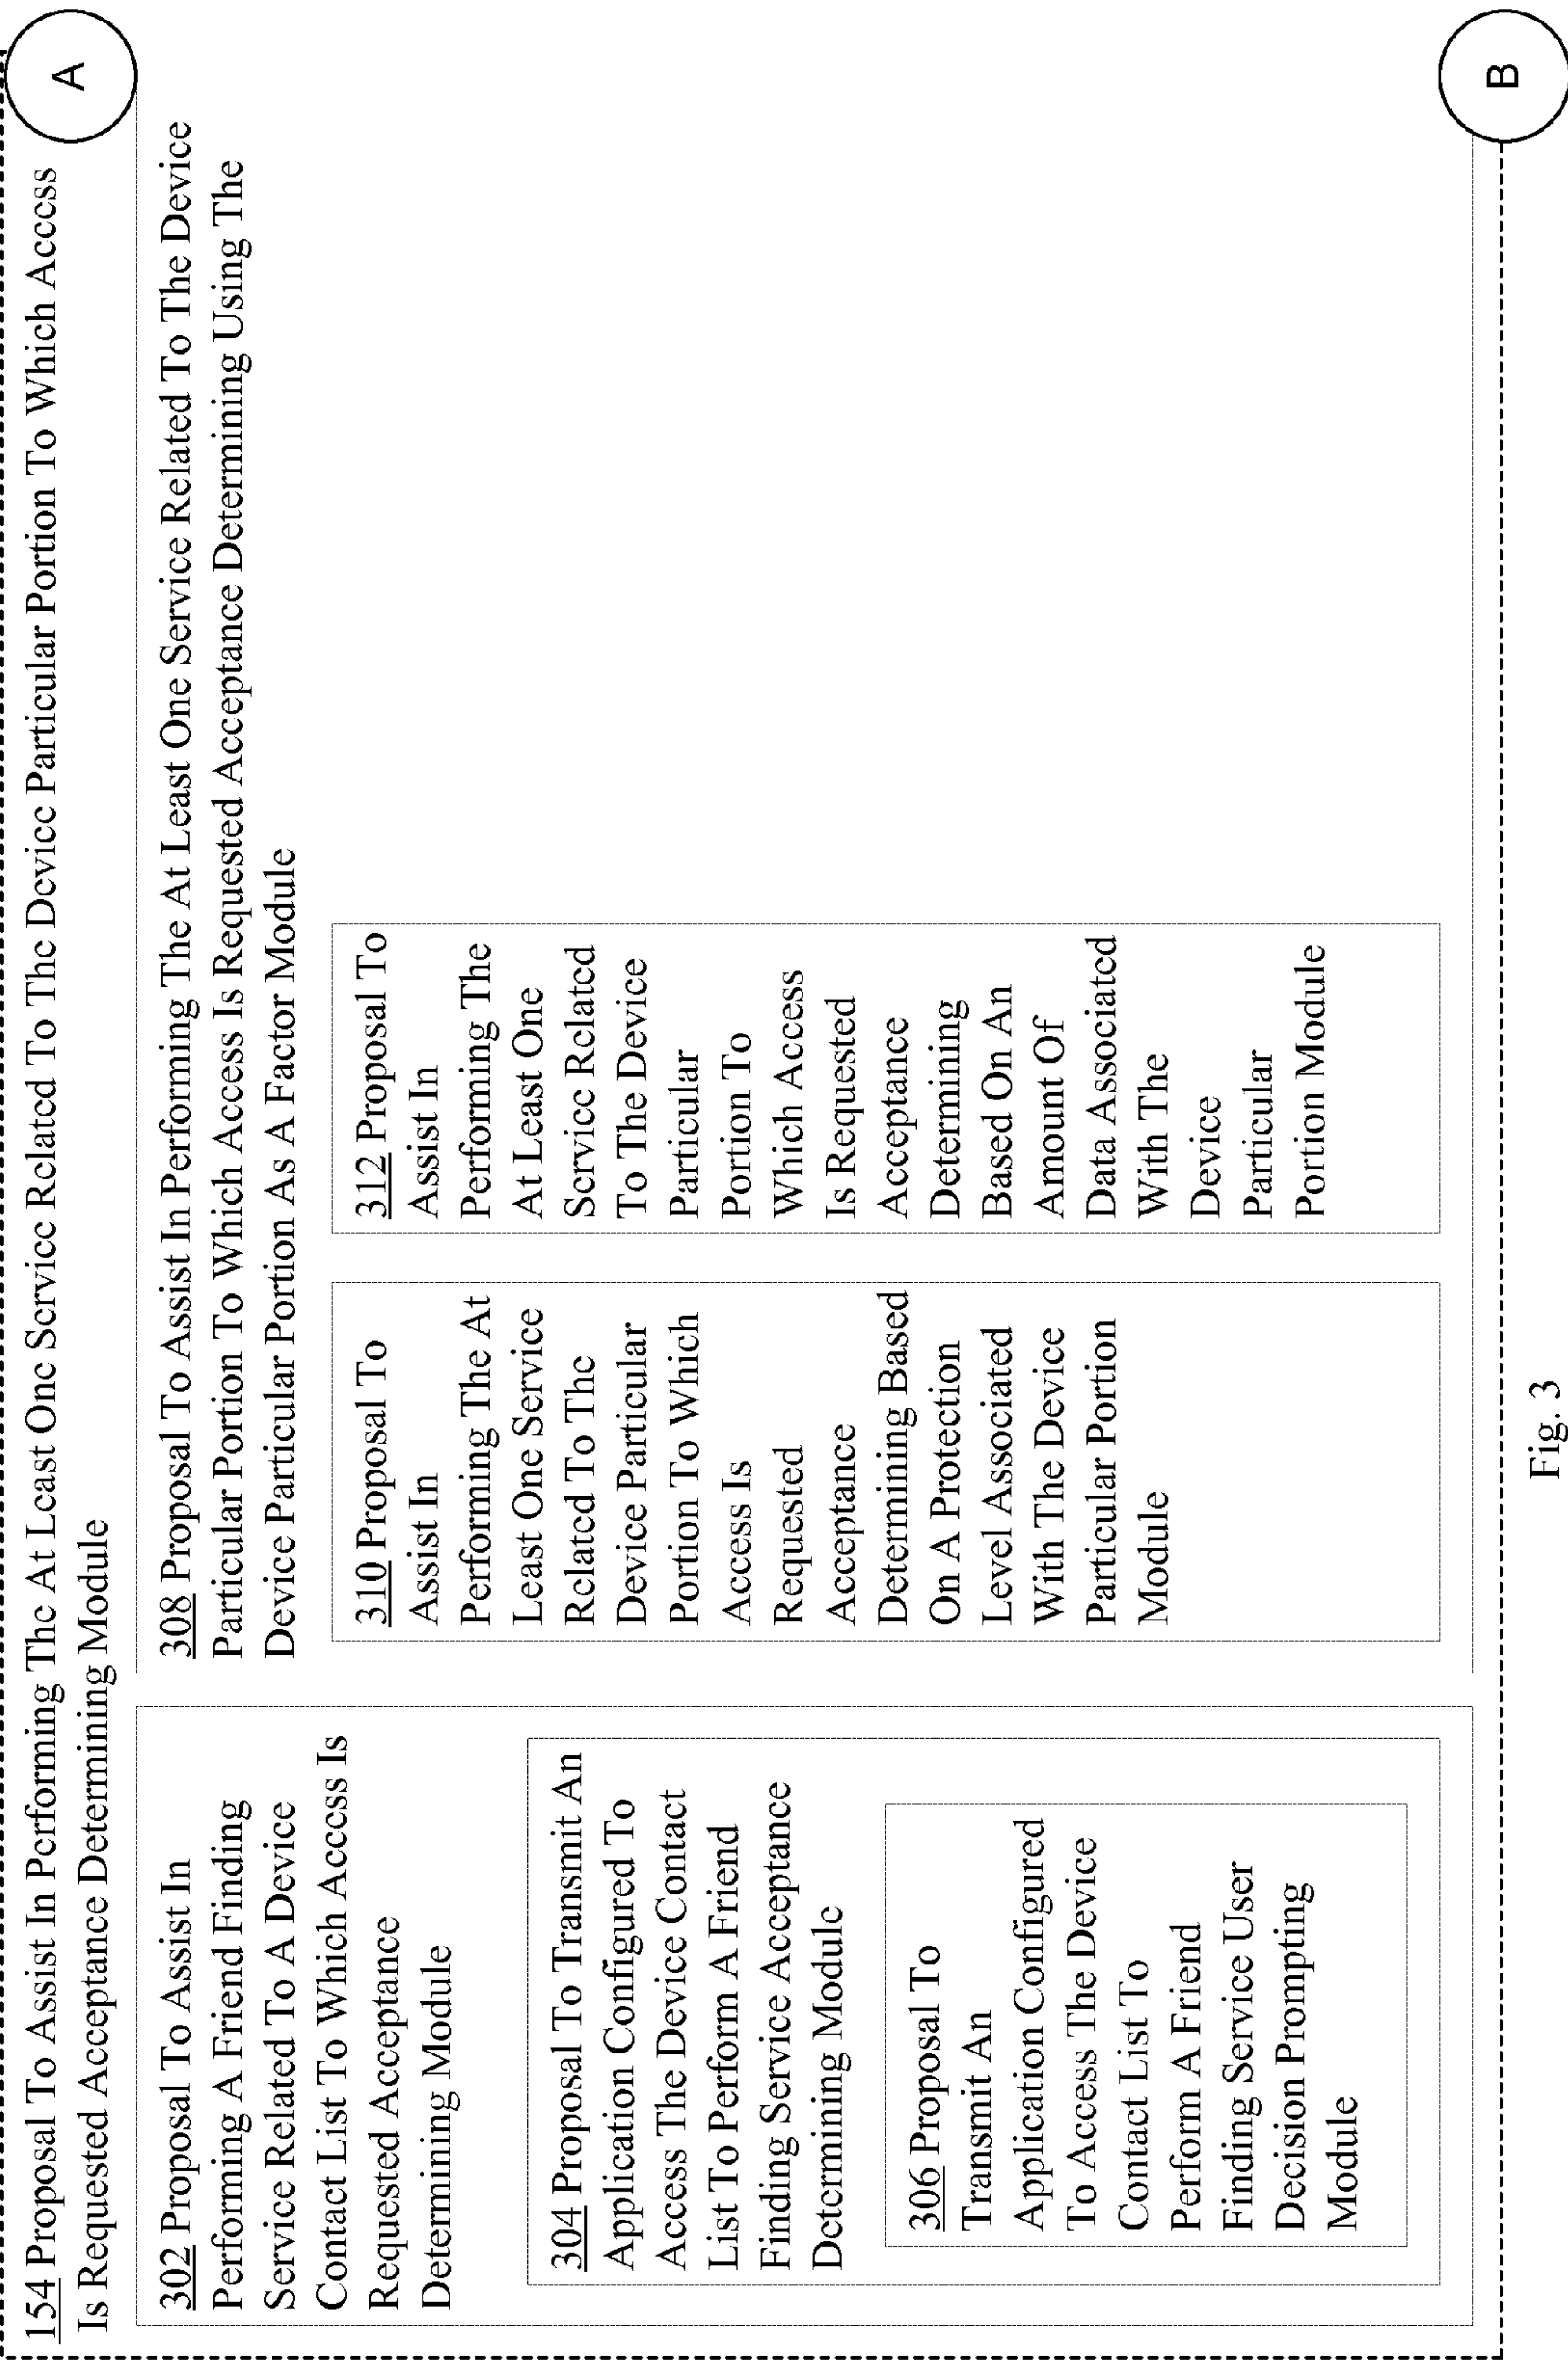 154 Proposal To Assist In Performing The At Least One Service Related To The Device Particular Portion To Which Access
Is Requested Acceptance Determining Module
A
302 Proposal To Assist In
Performing A Friend Finding
Service Related To A Device
Contact List To Which Access Is
Requested Acceptance
Determining Module
304 Proposal To Transmit An
Application Configured To
Access The Device Contact
List To Perform A Friend
Finding Service Acceptance
Determining Module
306 Proposal To
Transmit An
Application Configured
To Access The Device
Contact List To
Perform A Friend
Finding Service User
Decision Prompting
Module
308 Proposal To Assist In Performing The At Least One Service Related To The Device
Particular Portion To Which Access Is Requested Acceptance Determining Using The
Device Particular Portion As A Factor Module
310 Proposal To
Assist In
Performing The At
Least One Service
Related To The
Device Particular
Portion To Which
Access Is
Requested
Acceptance
Determining Based
On A Protection
Level Associated
With The Device
Particular Portion
Module
312 Proposal To
Assist In
Performing The
At Least One
Service Related
To The Device
Particular
Portion To
Which Access
Is Requested
Acceptance
Determining
Based On An
Amount Of
Data Associated
With The
Device
Particular
Portion Module
B
Fig. 3